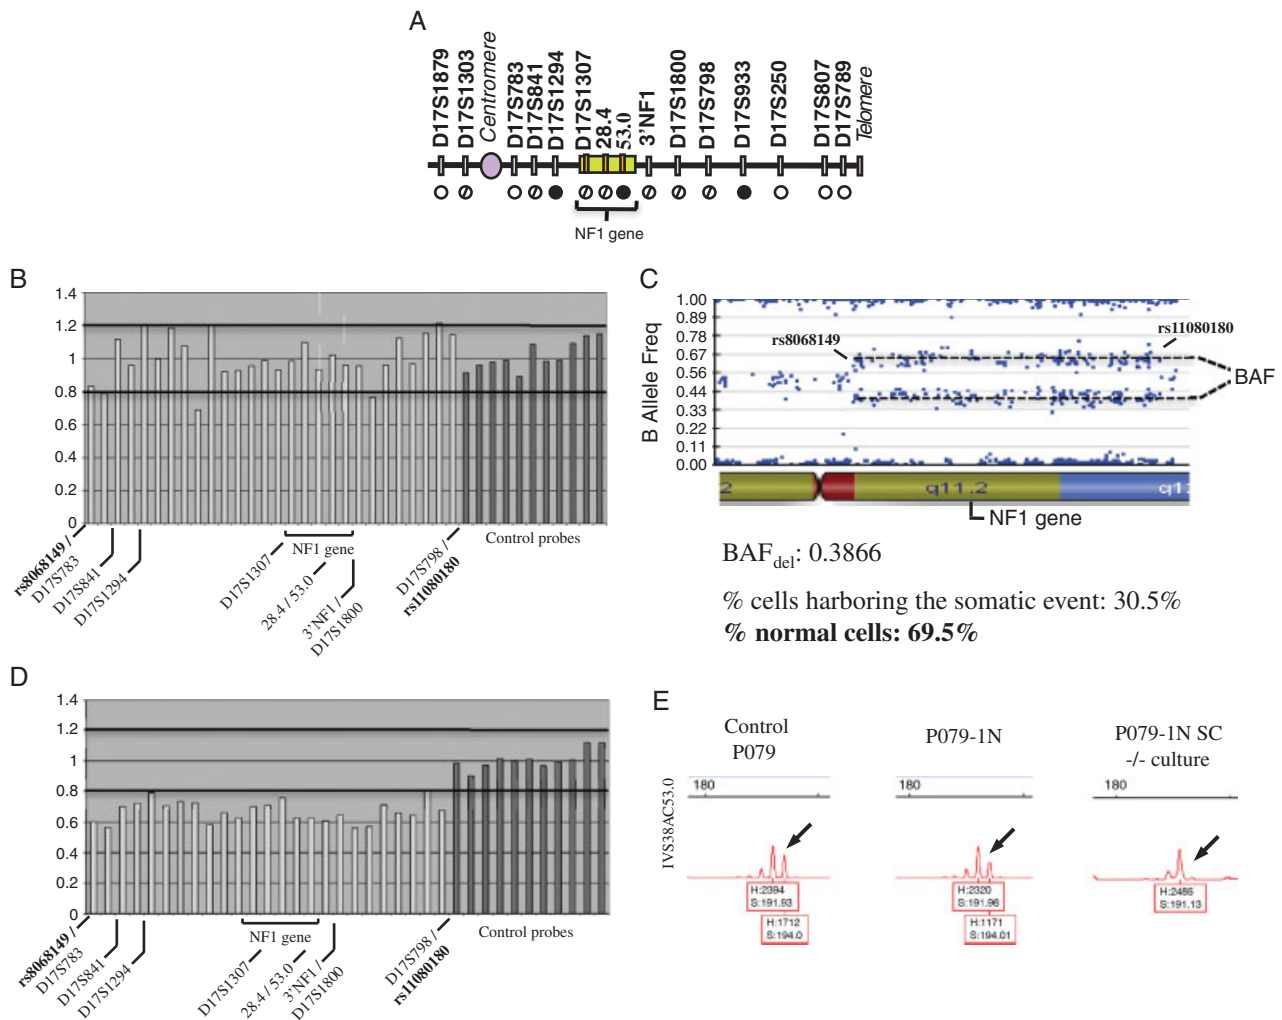 A
D17S1879
D17S1303
Centromere
D17S783
D17S841
D17S1294
D17S1307
28.4
53.0
3'NF1
D17S1800
D17S798
D17S933
D17S250
D17S807
D17S789
Telomere
NF1 gene
B
1.4
1.2
1
0.8
0.6
0.4
0.2
0
rs8068149 /
D17S783
D17S841
D17S1294
D17S1307
NF1 gene
28.4 / 53.0
3'NF1 /
D17S1800
D17S798 /
rs11080180
Control probes
C
B Allele Freq
1.00
0.89
0.78
0.67
0.56
0.44
0.33
0.22
0.11
0.00
rs8068149
rs11080180
BAF
2
q11.2
q1
NF1 gene
BAFdel: 0.3866
% cells harboring the somatic event: 30.5%
% normal cells: 69.5%
D
1.4
1.2
1
0.8
0.6
0.4
0.2
0
rs8068149 /
D17S783
D17S841
D17S1294
NF1 gene
D17S1307
28.4 / 53.0
3'NF1 /
D17S1800
D17S798 /
rs11080180
Control probes
E
IVS38AC53.0
Control
P079
180
H:2394
S:191.93
H:1712
S:194.0
P079-1N
180
H:2320
S:191.96
H:1171
S:194.01
P079-1N SC
-/- culture
180
H:2485
S:191.13